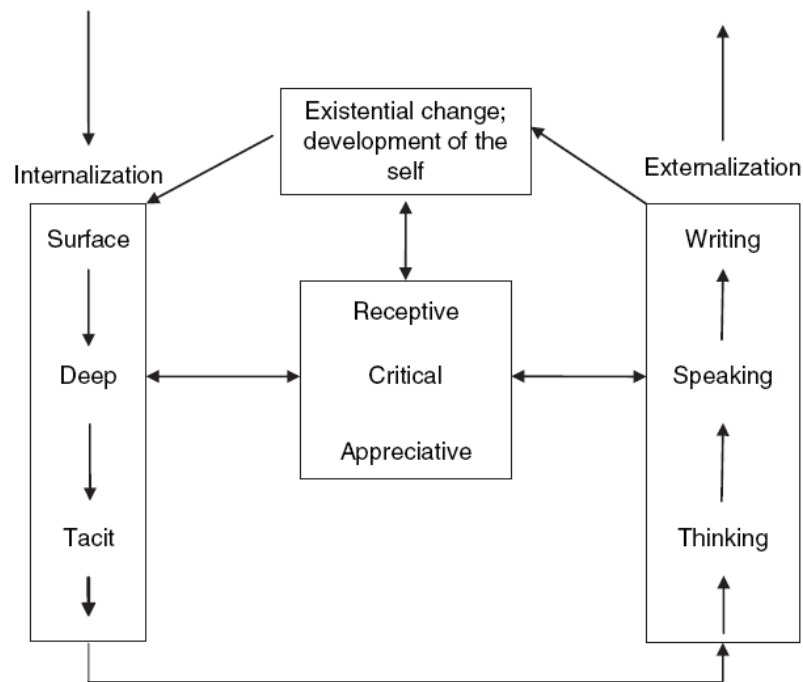 Existential change;
development of the
self
Internalization
Externalization
Surface
Deep
Tacit
Receptive
Critical
Appreciative
Writing
Speaking
Thinking